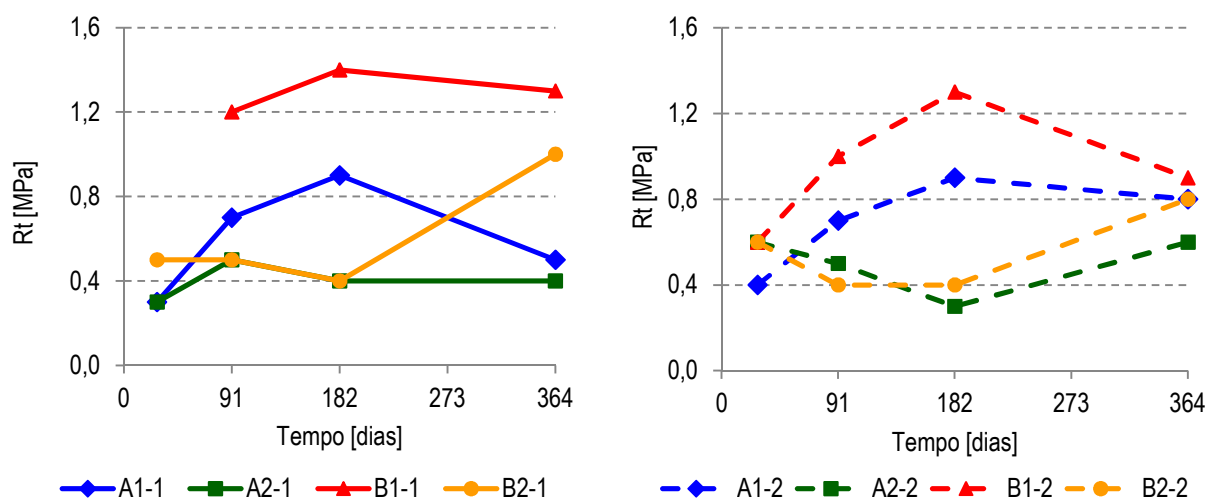 1,6
1,2
0,8
0,4
0,0
Rt [MPa]
0 91 182 273 364
Tempo [dias]
A1-1 A2-1 B1-1 B2-1
1,6
1,2
0,8
0,4
0,0
Rt [MPa]
0 91 182 273 364
Tempo [dias]
A1-2 A2-2 B1-2 B2-2